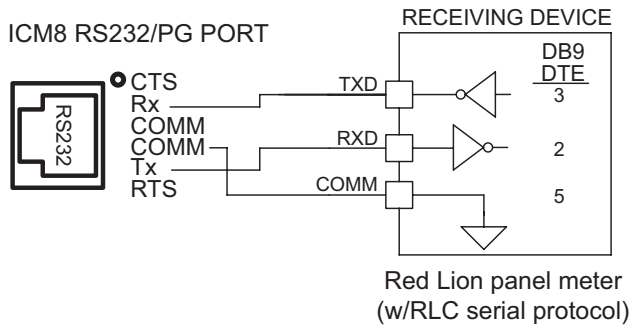 ICM8 RS232/PG PORT
RS232
CTS
Rx
COMM
COMM
Tx
RTS
RECEIVING DEVICE
DB9
DTE
TXD
3
RXD
2
COMM
5
Red Lion panel meter
(w/RLC serial protocol)